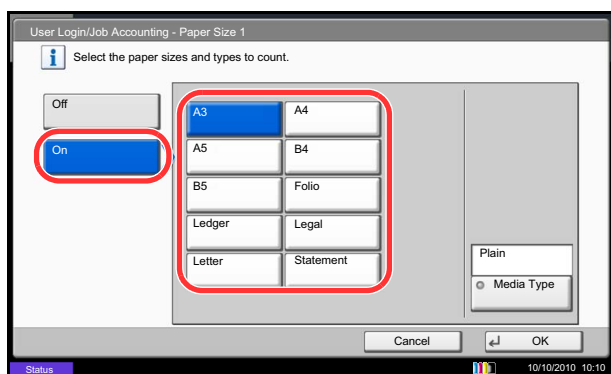 User Login/Job Accounting - Paper Size 1
Select the paper sizes and types to count.
Off
On
A3
A4
A5
B4
B5
Folio
Ledger
Legal
Letter
Statement
Plain
Media Type
Cancel
OK
Status
10/10/2010 10:10